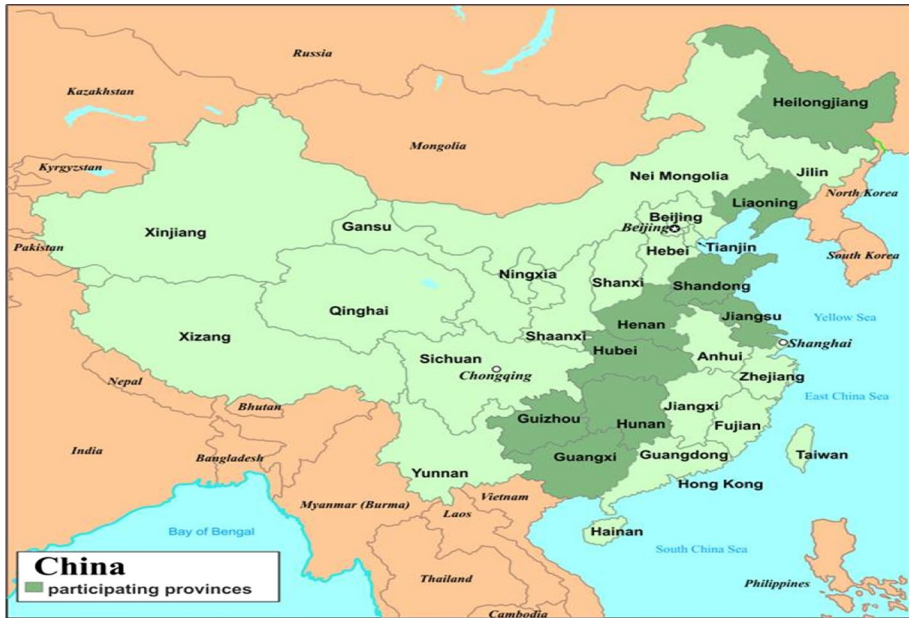 Russia
Kazakhstan
Heilongjiang
Mongolia
Kyrgyzstan
Jilin
Nei Mongolia
North Korea
Liaoning
Beijing
Beijing
Xinjiang
Gansu
Pakistan
Tianjin
Hebei
South Korea
Ningxia
Shanxi
Shandong
Qinghai
Jiangsu
Yellow Sea
Henan
Xizang
Shaanxi
Shanghai
Hubei
Sichuan
Anhui
Chongqing
Zhejiang
Nepal
East China Sea
Bhutan
Jiangxi
Guizhou
Hunan
Fujian
India
Bangladesh
Guangxi
Guangdong
Taiwan
Yunnan
Hong Kong
Vietnam
Myanmar (Burma)
Laos
Bay of Bengal
Hainan
South China Sea
China
participating provinces
Thailand
Philippines
Cambodia